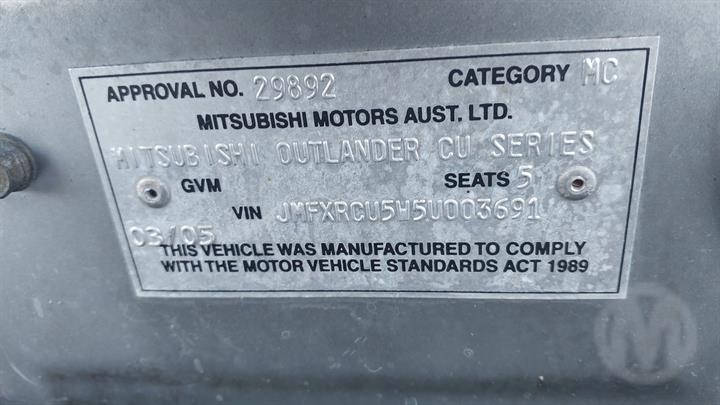 APPROVAL NO. 29892 CATEGORY MC
MITSUBISHI MOTORS AUST. LTD.
MITSUBISHI OUTLANDER CU SERIES
GVM SEATS 5
VIN JMFXRCU5W5U003691
03/05
THIS VEHICLE WAS MANUFACTURED TO COMPLY
WITH THE MOTOR VEHICLE STANDARDS ACT 1989
M